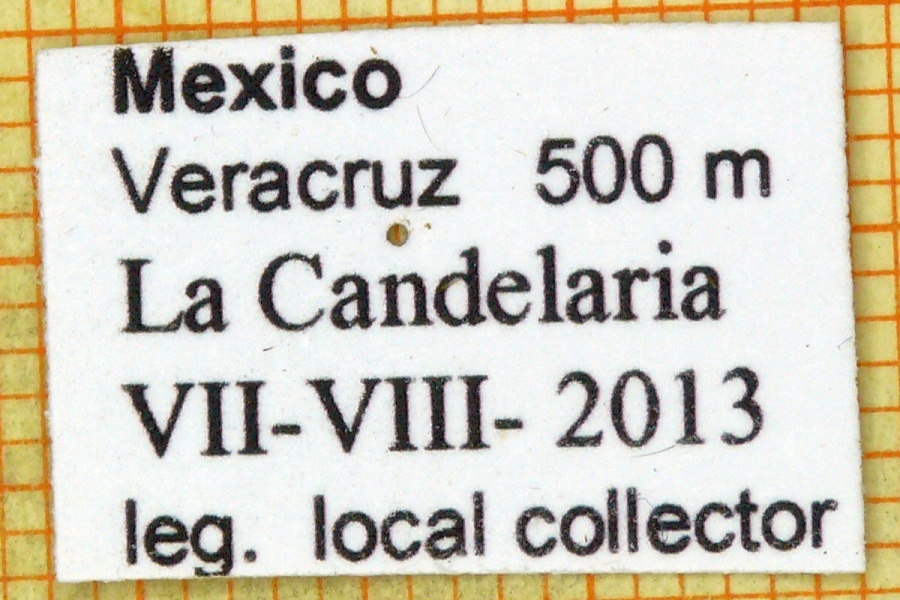 Mexico
Veracruz 500 m
La Candelaria
VII-VIII- 2013
leg. local collector